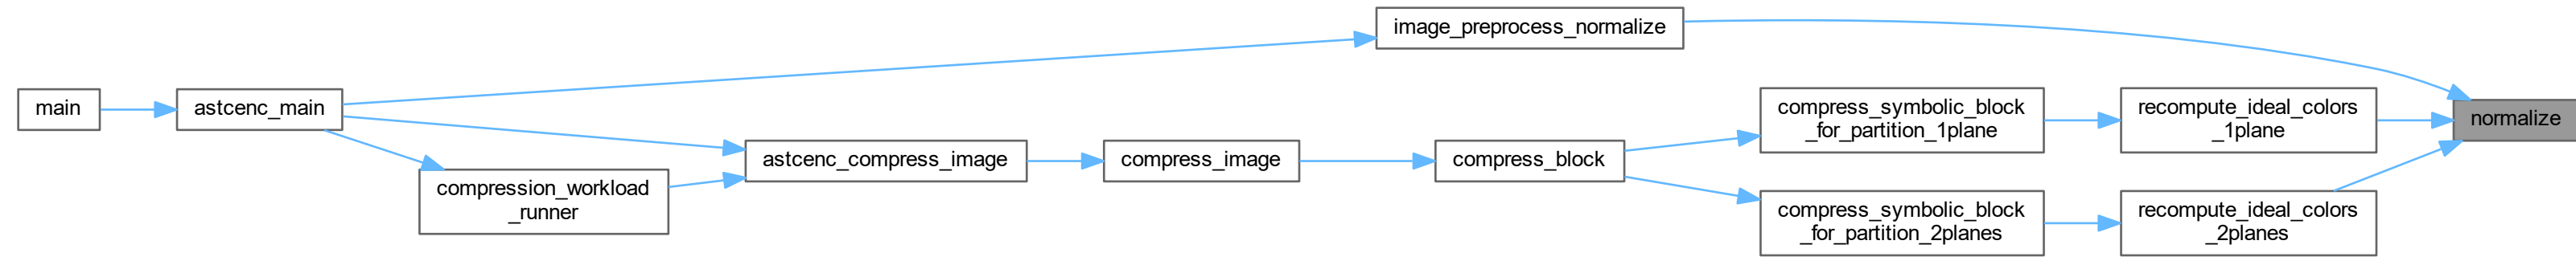 image_preprocess_normalize
main
astcenc_main
compress_symbolic_block
_for_partition_1plane
recompute_ideal_colors
_1plane
normalize
astcenc_compress_image
compress_image
compress_block
compression_workload
_runner
compress_symbolic_block
_for_partition_2planes
recompute_ideal_colors
_2planes